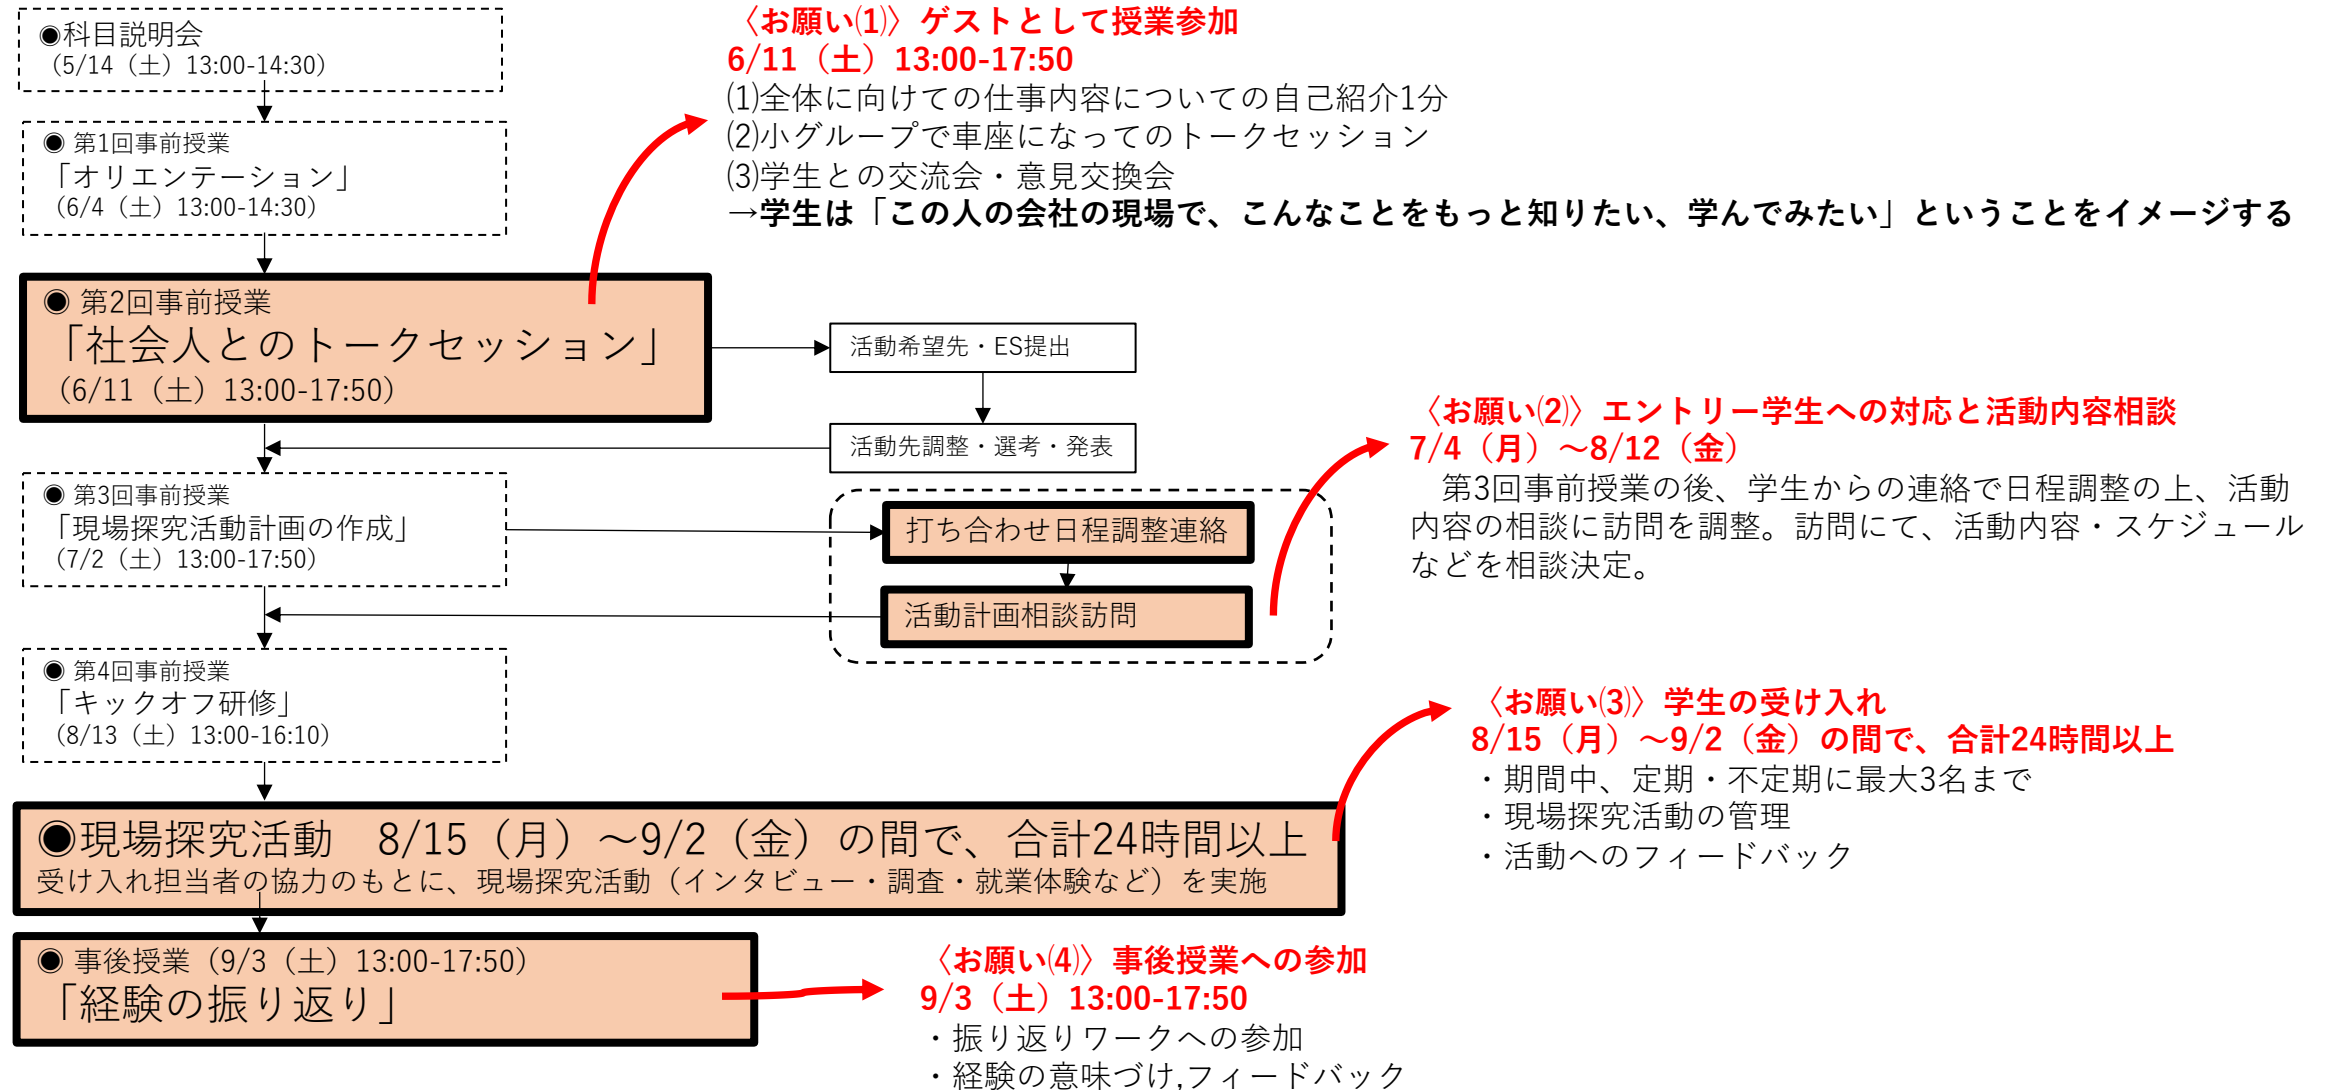 ◉科目説明会
（5/14（土）13:00-14:30）
◉ 第1回事前授業
「オリエンテーション」
（6/4（土）13:00-14:30）
◉ 第2回事前授業
「社会人とのトークセッション」
（6/11（土）13:00-17:50）
〈お願い⑴〉ゲストとして授業参加
6/11（土）13:00-17:50
⑴全体に向けての仕事内容についての自己紹介1分
⑵小グループで車座になってのトークセッション
⑶学生との交流会・意見交換会
→学生は「この人の会社の現場で、こんなことをもっと知りたい、学んでみたい」ということをイメージする
活動希望先・ES提出
活動先調整・選考・発表
◉ 第3回事前授業
「現場探究活動計画の作成」
（7/2（土）13:00-17:50）
打ち合わせ日程調整連絡
活動計画相談訪問
〈お願い⑵〉エントリー学生への対応と活動内容相談
7/4（月）～8/12（金）
第3回事前授業の後、学生からの連絡で日程調整の上、活動
内容の相談に訪問を調整。訪問にて、活動内容・スケジュール
などを相談決定。
◉ 第4回事前授業
「キックオフ研修」
（8/13（土）13:00-16:10）
◉現場探究活動　8/15（月）～9/2（金）の間で、合計24時間以上
受け入れ担当者の協力のもとに、現場探究活動（インタビュー・調査・就業体験など）を実施
〈お願い⑶〉学生の受け入れ
8/15（月）～9/2（金）の間で、合計24時間以上
・期間中、定期・不定期に最大3名まで
・現場探究活動の管理
・活動へのフィードバック
◉ 事後授業（9/3（土）13:00-17:50）
「経験の振り返り」
〈お願い⑷〉事後授業への参加
9/3（土）13:00-17:50
・振り返りワークへの参加
・経験の意味づけ,フィードバック